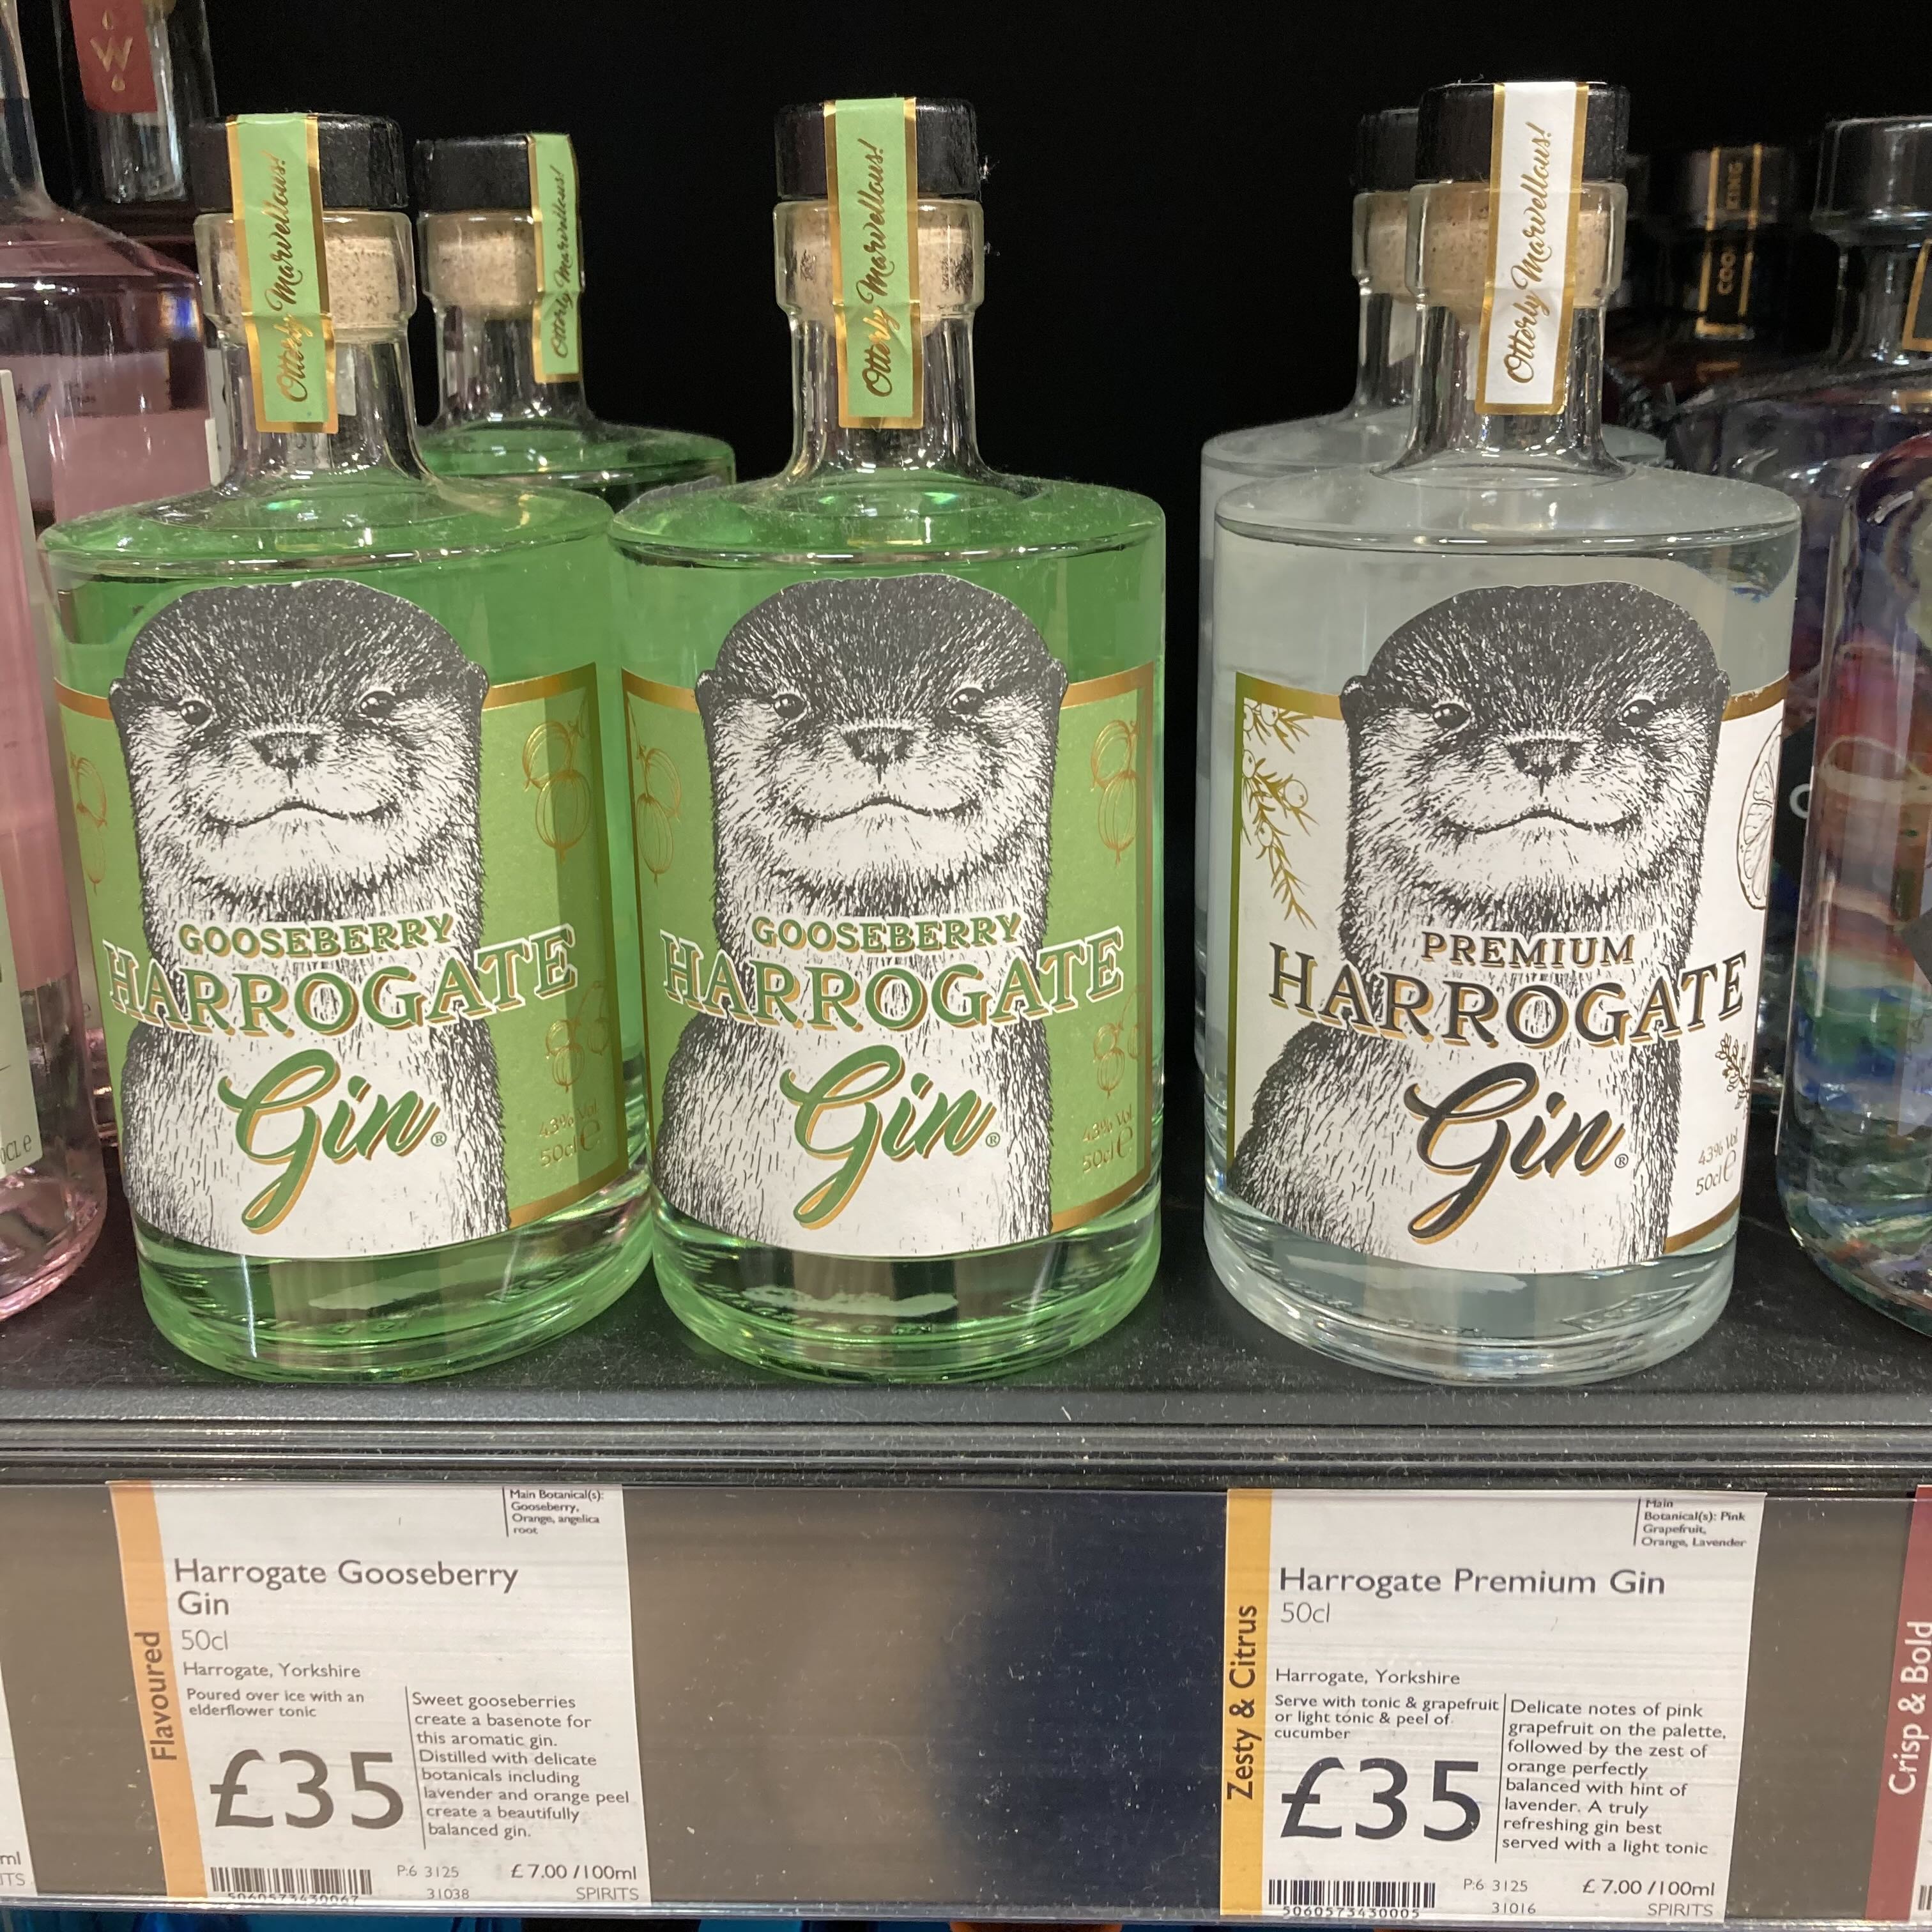 W
Otterly Marvellous!
Otterly Marvellous!
Otterly Marvellous!
Otterly Marvellous!
KING
GOOSEBERRY
HARROGATE
Gin®
43% Vol
50cl e
GOOSEBERRY
HARROGATE
Gin®
43% Vol
50cl e
PREMIUM
HARROGATE
Gin®
43% Vol
50cl e
Flavoured
Main Botanical(s):
Gooseberry,
Orange, angelica
root
Harrogate Gooseberry
Gin
50cl
Harrogate, Yorkshire
Poured over ice with an
elderflower tonic
£35
Sweet gooseberries
create a basenote for
this aromatic gin.
Distilled with delicate
botanicals including
lavender and orange peel
create a beautifully
balanced gin.
5060573430067
P:6 3125
31038
£ 7.00 /100ml
SPIRITS
Zesty & Citrus
Main
Botanical(s): Pink
Grapefruit,
Orange, Lavender
Harrogate Premium Gin
50cl
Harrogate, Yorkshire
Serve with tonic & grapefruit
or light tonic & peel of
cucumber
£35
Delicate notes of pink
grapefruit on the palette,
followed by the zest of
orange perfectly
balanced with hint of
lavender. A truly
refreshing gin best
served with a light tonic
5060573430005
P:6 3125
31016
£ 7.00 /100ml
SPIRITS
Crisp & Bold